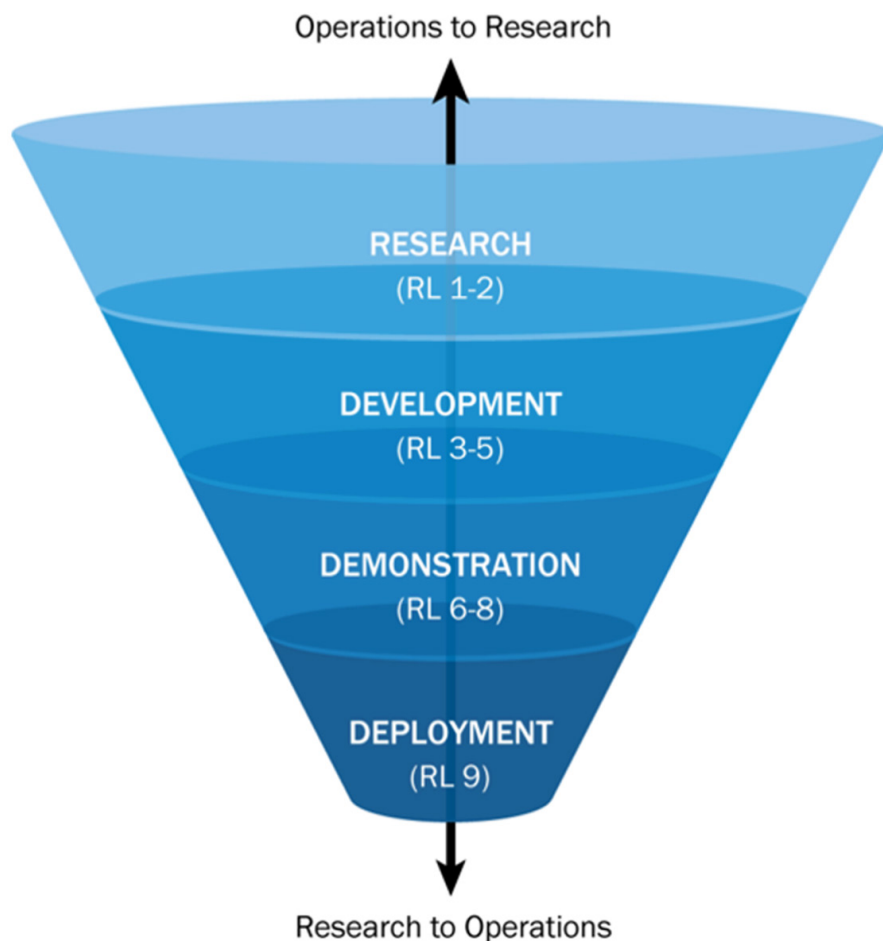 Operations to Research
RESEARCH
(RL 1-2)
DEVELOPMENT
(RL 3-5)
DEMONSTRATION
(RL 6-8)
DEPLOYMENT
(RL 9)
Research to Operations